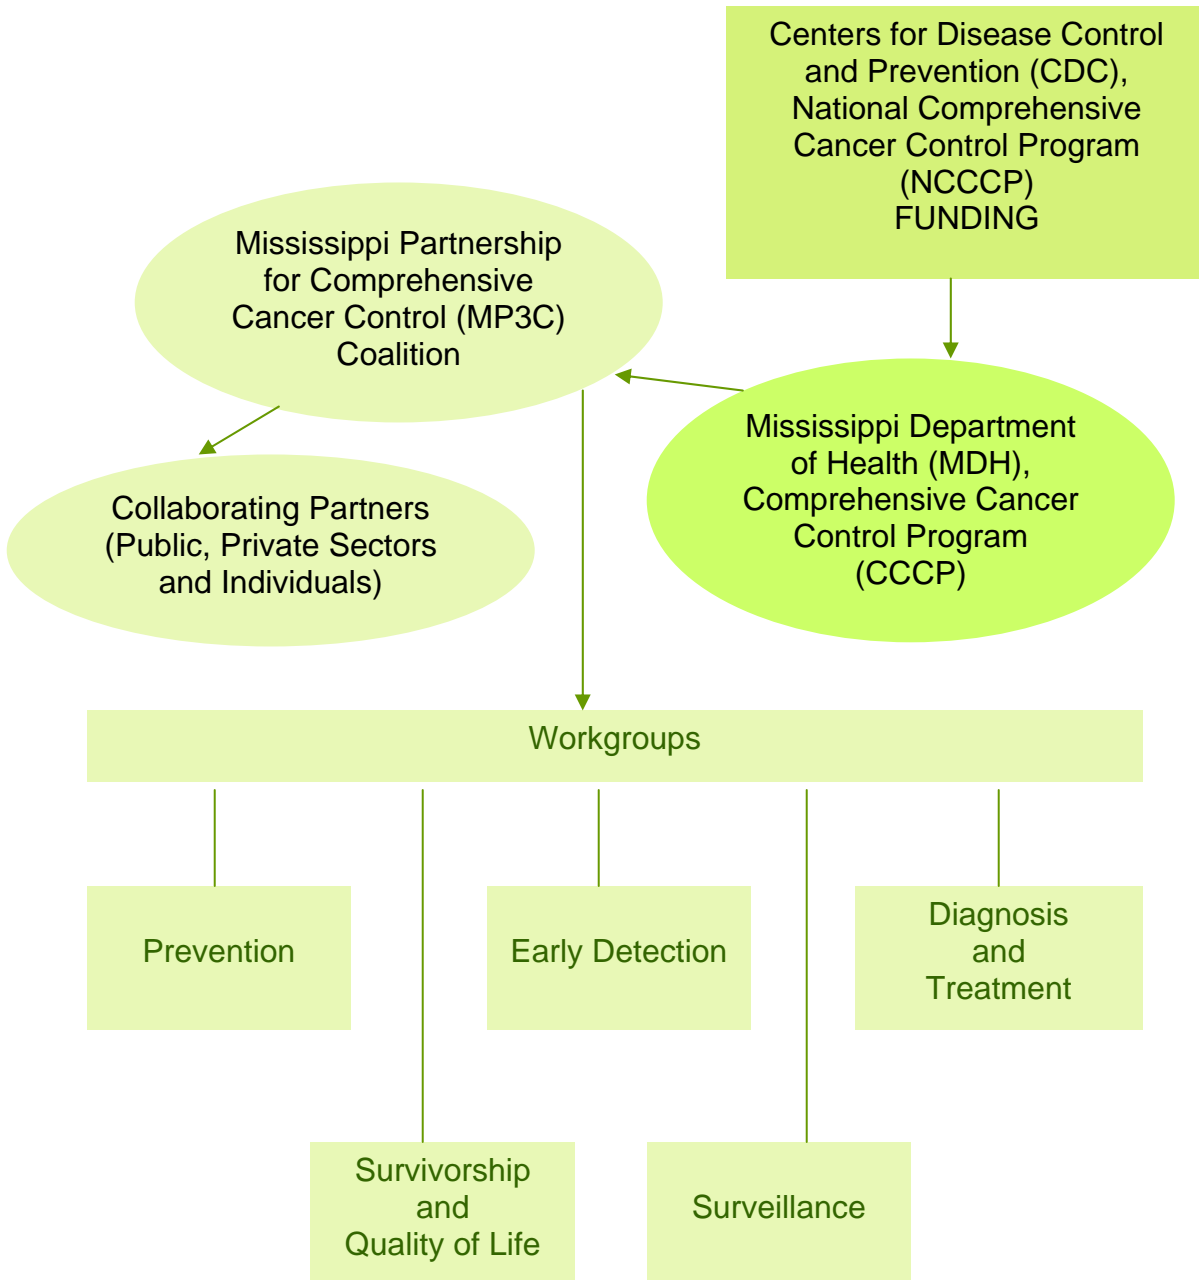 Centers for Disease Control
and Prevention (CDC),
National Comprehensive
Cancer Control Program
(NCCCP)
FUNDING
Mississippi Partnership
for Comprehensive
Cancer Control (MP3C)
Coalition
Mississippi Department
of Health (MDH),
Comprehensive Cancer
Control Program
(CCCP)
Collaborating Partners
(Public, Private Sectors
and Individuals)
Workgroups
Prevention
Early Detection
Diagnosis
and
Treatment
Survivorship
and
Quality of Life
Surveillance